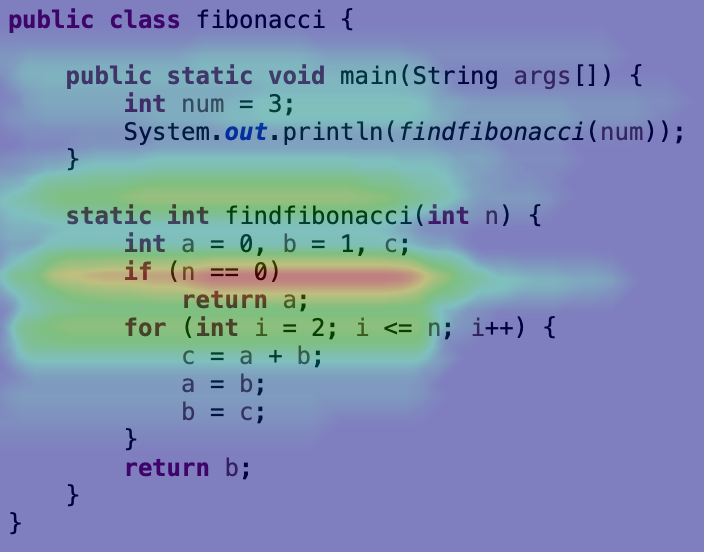 public class fibonacci {
public static void main(String args[]) {
int num = 3;
System.out.println(findfibonacci(num));
}
static int findfibonacci(int n) {
int a = 0, b = 1, c;
if (n == 0)
return a;
for (int i = 2; i <= n; i++) {
c = a + b;
a = b;
b = c;
}
return b;
}
}